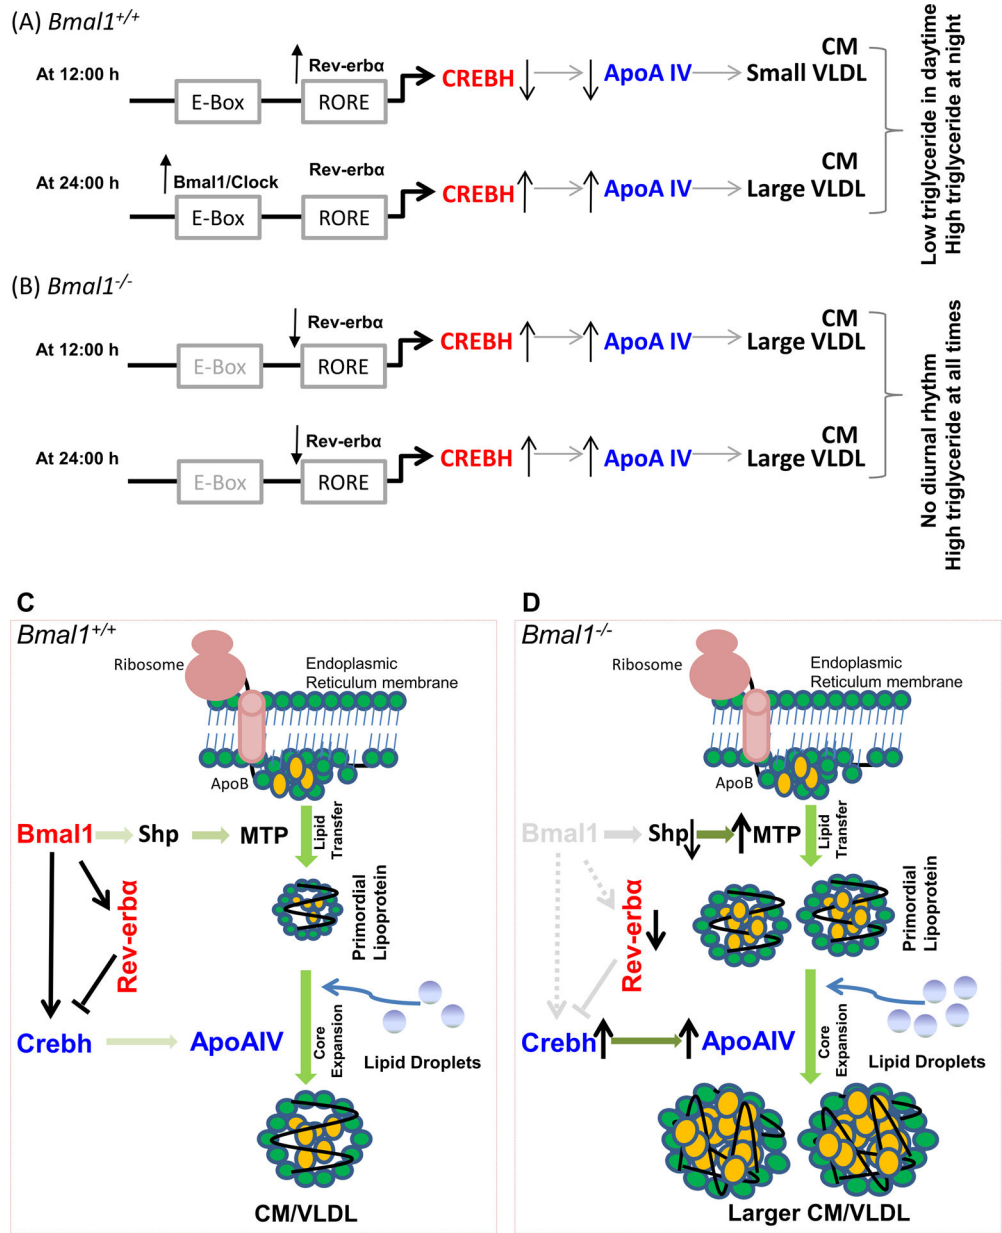 (A) Bmal1+/+
At 12:00 h
E-Box
Rev-erbα
RORE
CREBH
ApoA IV
CM
Small VLDL
At 24:00 h
Bmal1/Clock
E-Box
Rev-erbα
RORE
CREBH
ApoA IV
CM
Large VLDL
Low triglyceride in daytime
High triglyceride at night
(B) Bmal1-/-
At 12:00 h
E-Box
Rev-erbα
RORE
CREBH
ApoA IV
CM
Large VLDL
At 24:00 h
E-Box
Rev-erbα
RORE
CREBH
ApoA IV
CM
Large VLDL
No diurnal rhythm
High triglyceride at all times
C
Bmal1+/+
Ribosome
Endoplasmic
Reticulum membrane
ApoB
Bmal1
Shp
MTP
Lipid
Transfer
Rev-erbα
Primordial
Lipoprotein
Crebh
ApoAIV
Core
Expansion
Lipid Droplets
CM/VLDL
D
Bmal1-/-
Ribosome
Endoplasmic
Reticulum membrane
ApoB
Bmal1
Shp
MTP
Lipid
Transfer
Rev-erbα
Primordial
Lipoprotein
Crebh
ApoAIV
Core
Expansion
Lipid Droplets
Larger CM/VLDL